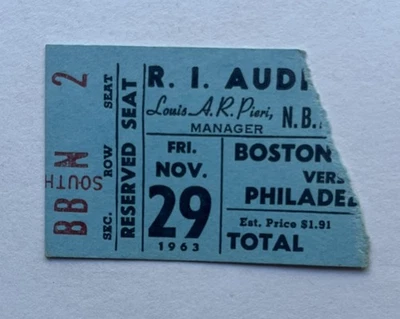 SOUTH
BB N 2
SEC. ROW SEAT
RESERVED SEAT
R. I. AUDI
Louis A. R. Pieri,
MANAGER
N.B.
FRI.
NOV.
29
1963
BOSTON
VERS
PHILADE
Est. Price $1.91
TOTAL